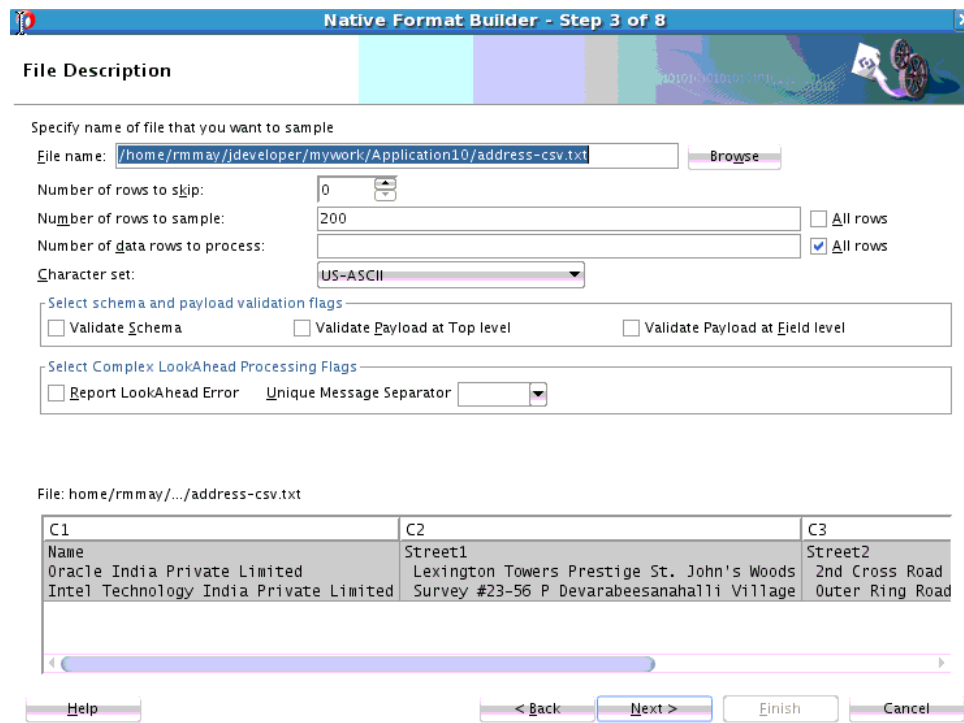 Native Format Builder - Step 3 of 8
File Description
Specify name of file that you want to sample
File name: /home/rmmay/jdeveloper/mywork/Application10/address-csv.txt Browse
Number of rows to skip: 0
Number of rows to sample: 200 All rows
Number of data rows to process: All rows
Character set: US-ASCII
Select schema and payload validation flags
Validate Schema Validate Payload at Top level Validate Payload at Field level
Select Complex LookAhead Processing Flags
Report LookAhead Error Unique Message Separator
File: home/rmmay/.../address-csv.txt
C1 C2 C3
Name Street1 Street2
Oracle India Private Limited Lexington Towers Prestige St. John's Woods 2nd Cross Road
Intel Technology India Private Limited Survey #23-56 P Devarabeesanahalli Village Outer Ring Road
Help < Back Next > Finish Cancel